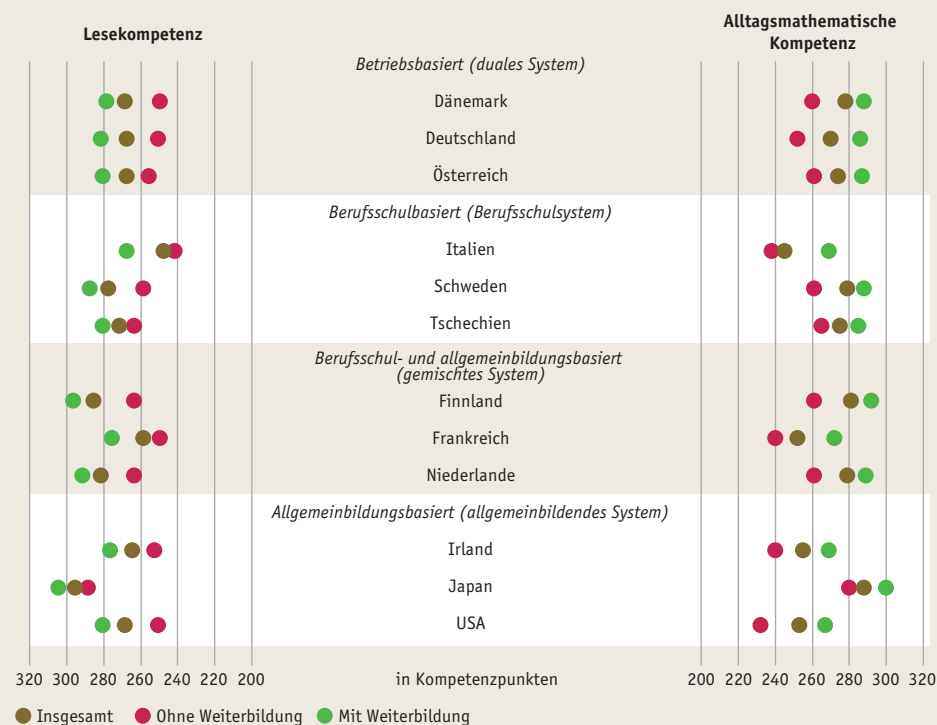 Lesekompetenz
Alltagsmathematische
Kompetenz
Betriebsbasiert (duales System)
Dänemark
Deutschland
Österreich
Berufsschulbasiert (Berufsschulsystem)
Italien
Schweden
Tschechien
Berufsschul- und allgemeinbildungsbasiert
(gemischtes System)
Finnland
Frankreich
Niederlande
Allgemeinbildungsbasiert (allgemeinbildendes System)
Irland
Japan
USA
320 300 280 260 240 220 200 in Kompetenzpunkten 200 220 240 260 280 300 320
Insgesamt Ohne Weiterbildung Mit Weiterbildung